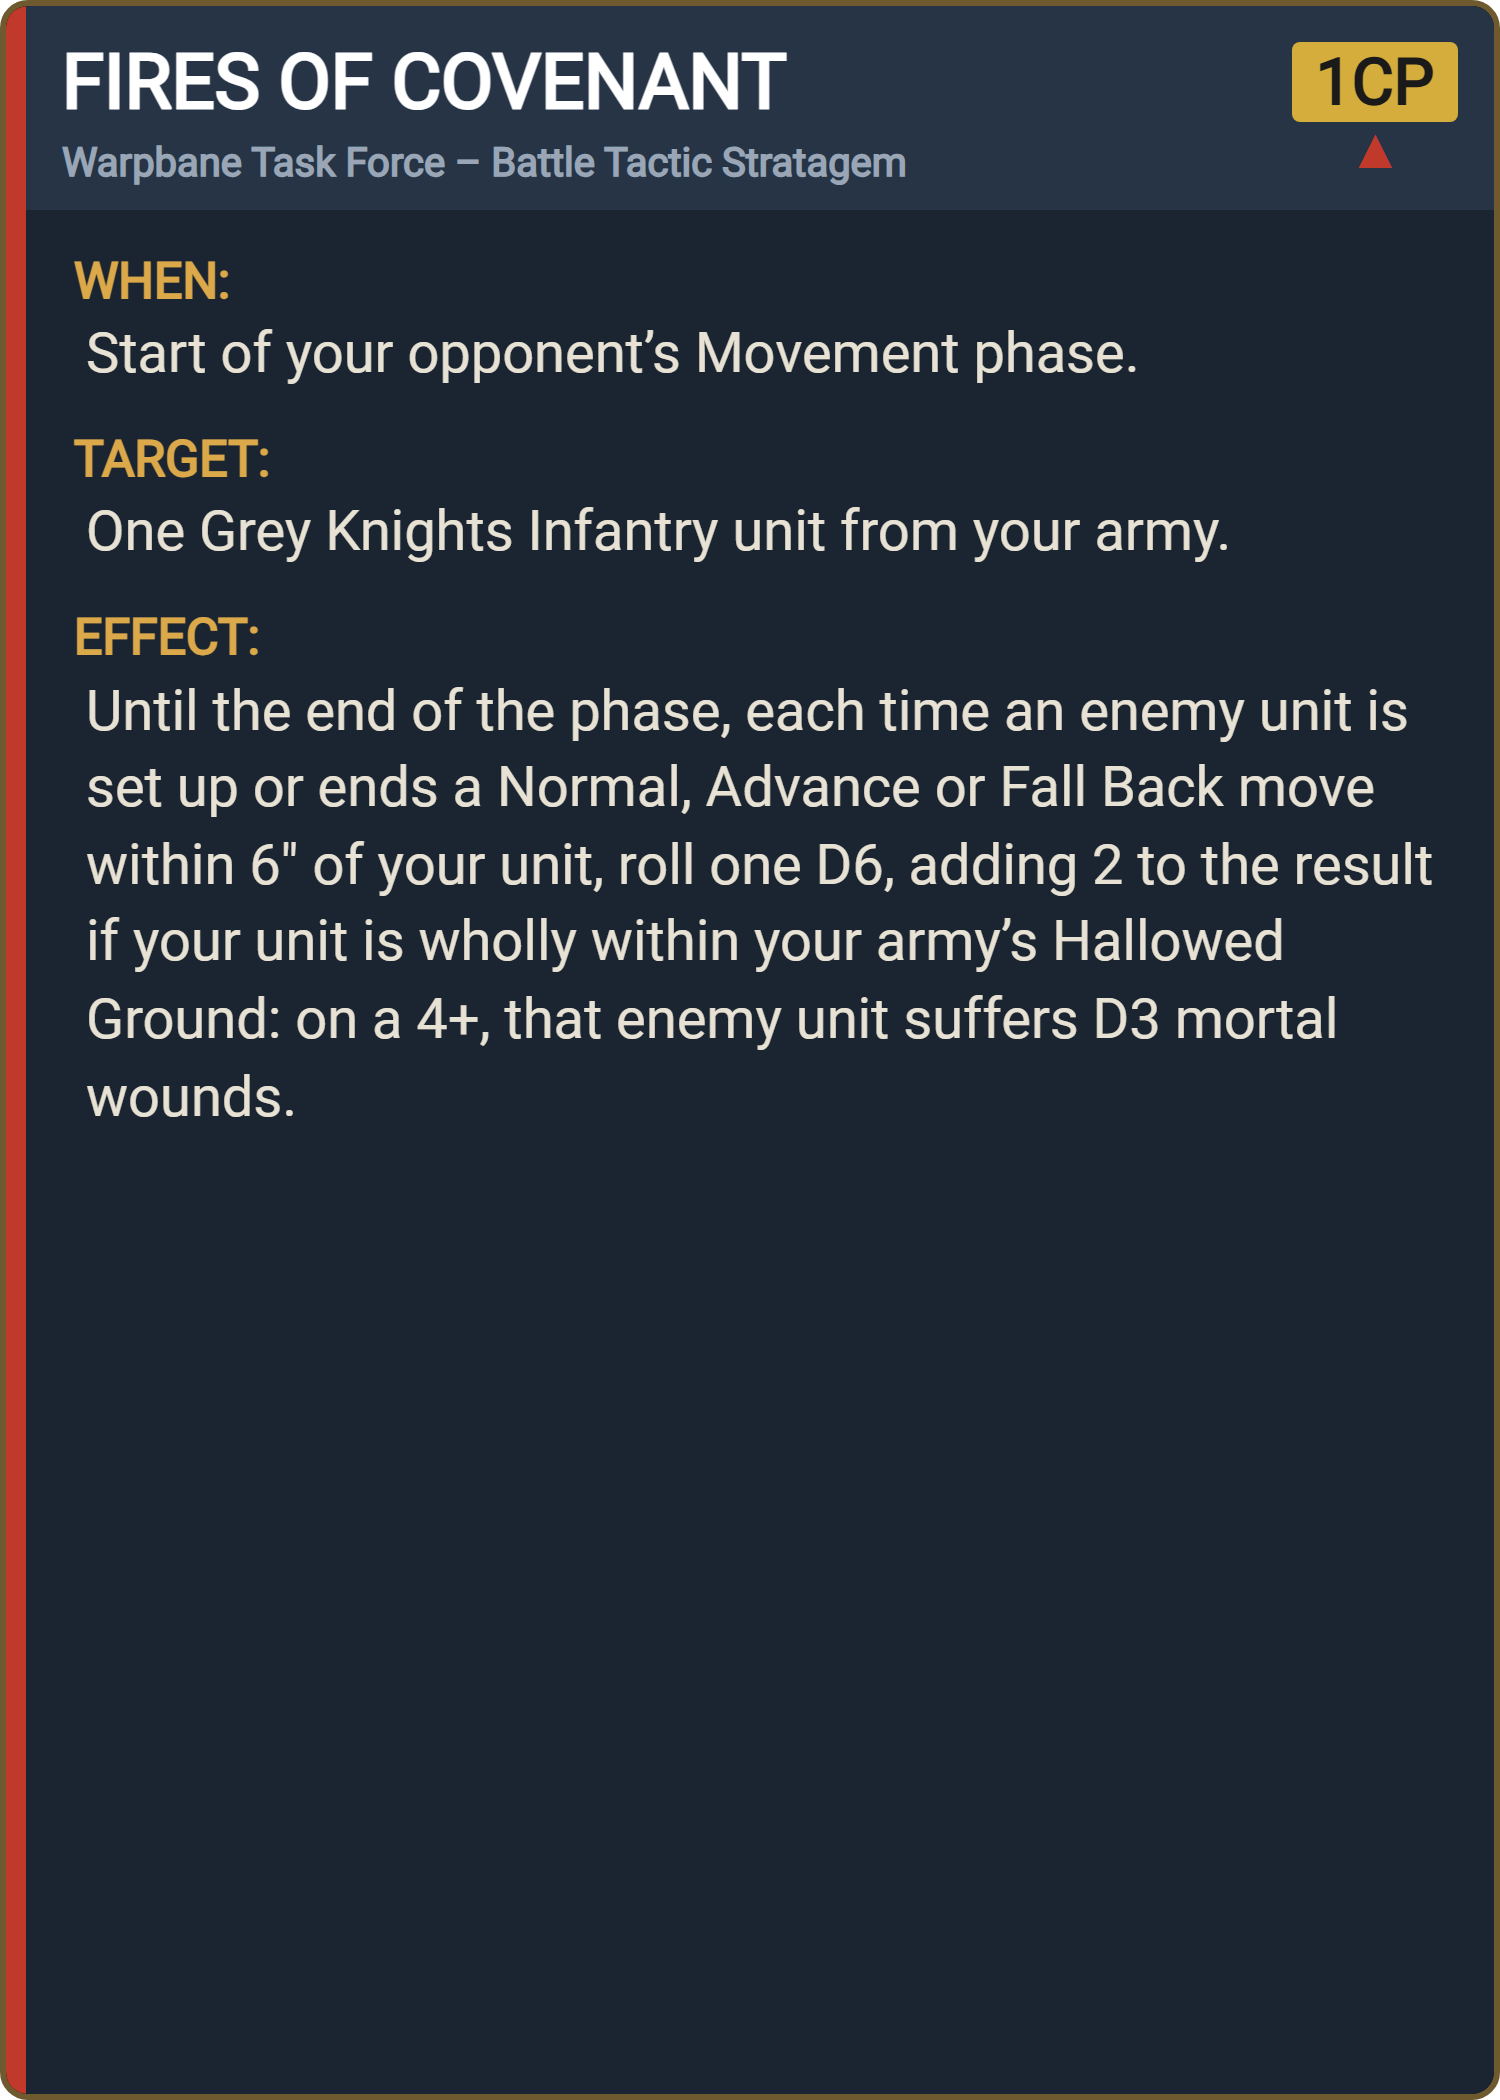 FIRES OF COVENANT
1CP
Warpbane Task Force – Battle Tactic Stratagem
WHEN:
Start of your opponent’s Movement phase.
TARGET:
One Grey Knights Infantry unit from your army.
EFFECT:
Until the end of the phase, each time an enemy unit is
set up or ends a Normal, Advance or Fall Back move
within 6" of your unit, roll one D6, adding 2 to the result
if your unit is wholly within your army’s Hallowed
Ground: on a 4+, that enemy unit suffers D3 mortal
wounds.